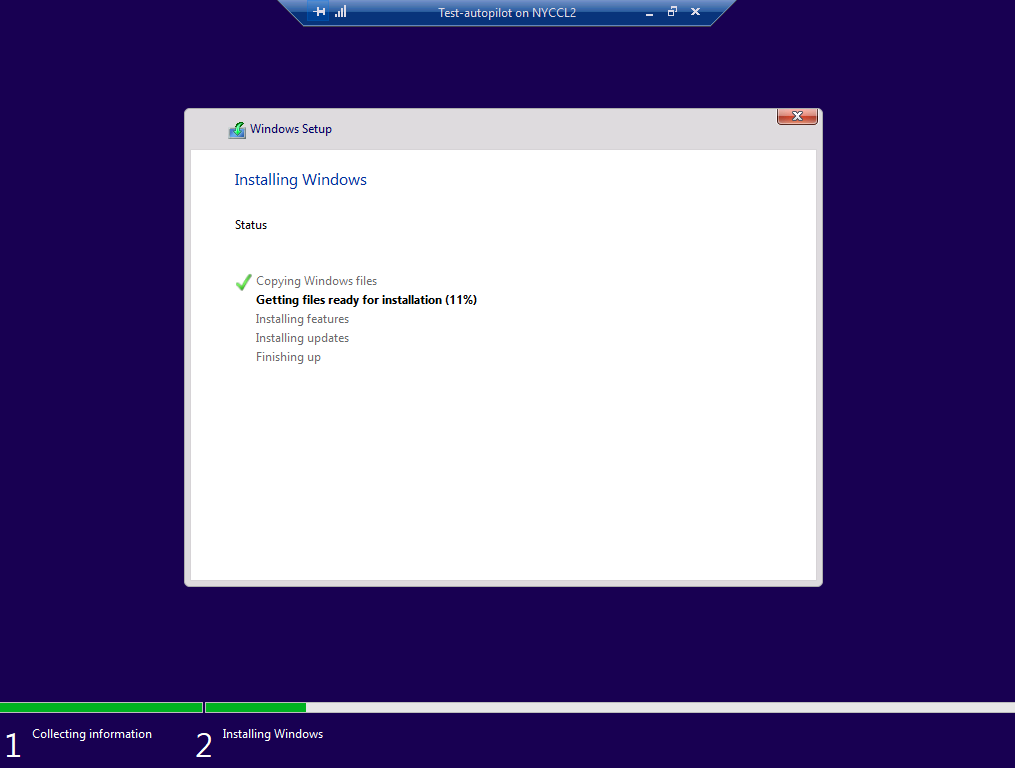 Test-autopilot on NYCCL2
Windows Setup
Installing Windows
Status
Copying Windows files
Getting files ready for installation (11%)
Installing features
Installing updates
Finishing up
1 Collecting information
2 Installing Windows